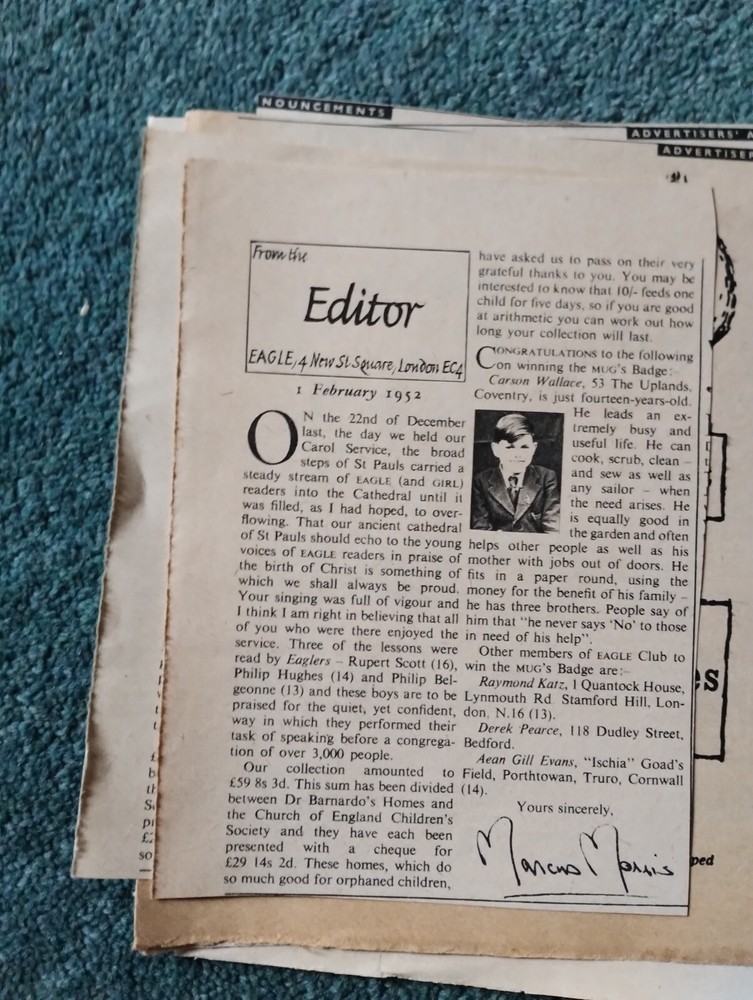 NOUNCEMENTS
ADVERTISERS' A
ADVERTISER
From the
Editor
EAGLE, 4 New St Square, London EC4
1 February 1952
ON the 22nd of December
last, the day we held our
Carol Service, the broad
steps of St Pauls carried a
steady stream of EAGLE (and GIRL)
readers into the Cathedral until it
was filled, as I had hoped, to over-
flowing. That our ancient cathedral
of St Pauls should echo to the young
voices of EAGLE readers in praise of
the birth of Christ is something of
which we shall always be proud.
Your singing was full of vigour and
I think I am right in believing that all
of you who were there enjoyed the
service. Three of the lessons were
read by Eaglers – Rupert Scott (16),
Philip Hughes (14) and Philip Bel-
geonne (13) and these boys are to be
praised for the quiet, yet confident,
way in which they performed their
task of speaking before a congrega-
tion of over 3,000 people.
Our collection amounted to
£59 8s 3d. This sum has been divided
between Dr Barnardo's Homes and
the Church of England Children's
Society and they have each been
presented with a cheque for
£29 14s 2d. These homes, which do
so much good for orphaned children,
have asked us to pass on their very
grateful thanks to you. You may be
interested to know that 10/- feeds one
child for five days, so if you are good
at arithmetic you can work out how
long your collection will last.
CONGRATULATIONS to the following
on winning the MUG'S Badge:–
Carson Wallace, 53 The Uplands,
Coventry, is just fourteen-years-old.
He leads an ex-
tremely busy and
useful life. He can
cook, scrub, clean –
and sew as well as
any sailor – when
the need arises. He
is equally good in
the garden and often
helps other people as well as his
mother with jobs out of doors. He
fits in a paper round, using the
money for the benefit of his family –
he has three brothers. People say of
him that "he never says 'No' to those
in need of his help".
Other members of EAGLE Club to
win the MUG'S Badge are:–
Raymond Katz, 1 Quantock House,
Lynmouth Rd. Stamford Hill, Lon-
don, N.16 (13).
Derek Pearce, 118 Dudley Street,
Bedford.
Aean Gill Evans, "Ischia" Goad's
Field, Porthtowan, Truro, Cornwall
(14).
Yours sincerely,
Marcus Morris
ped